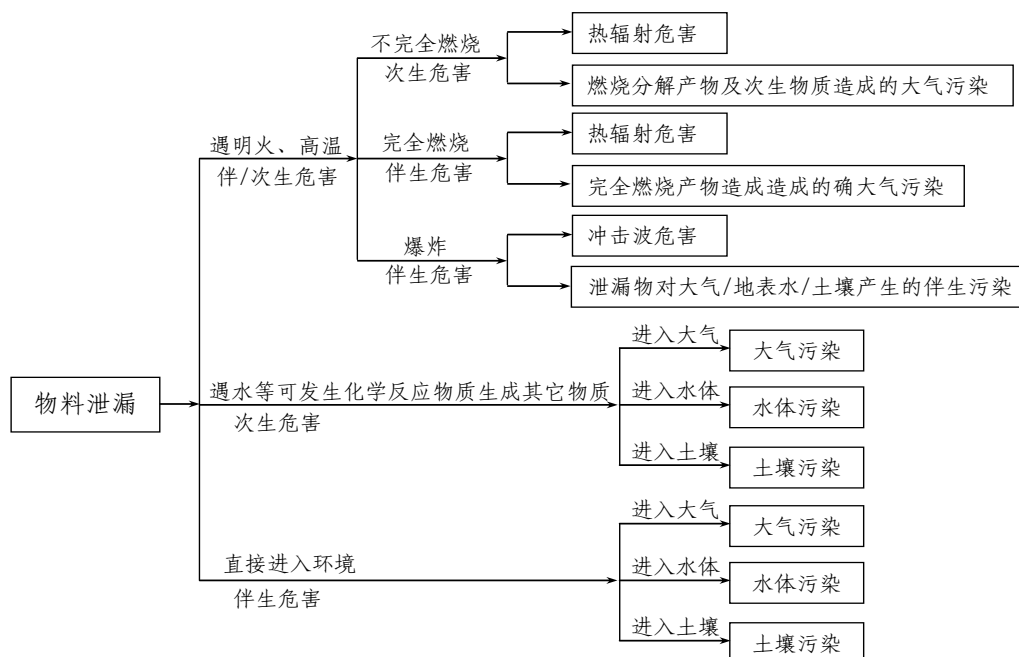 不完全燃烧
次生危害
热辐射危害
燃烧分解产物及次生物质造成的大气污染
遇明火、高温
伴/次生危害
完全燃烧
伴生危害
热辐射危害
完全燃烧产物造成造成的确大气污染
爆炸
伴生危害
冲击波危害
泄漏物对大气/地表水/土壤产生的伴生污染
物料泄漏
遇水等可发生化学反应物质生成其它物质
次生危害
进入大气
大气污染
进入水体
水体污染
进入土壤
土壤污染
直接进入环境
伴生危害
进入大气
大气污染
进入水体
水体污染
进入土壤
土壤污染